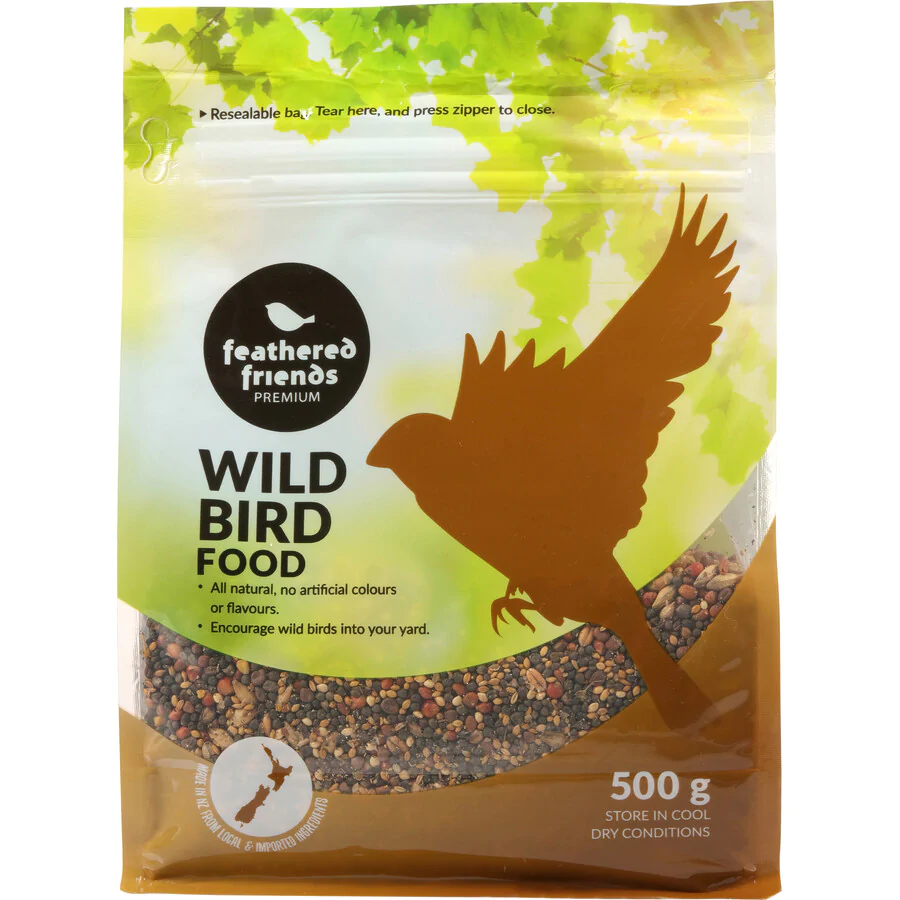 ▸ Resealable bag. Tear here, and press zipper to close.
feathered
friends
PREMIUM
WILD
BIRD
FOOD
• All natural, no artificial colours
or flavours.
• Encourage wild birds into your yard.
MADE IN NZ FROM LOCAL & IMPORTED INGREDIENTS
500 g
STORE IN COOL
DRY CONDITIONS